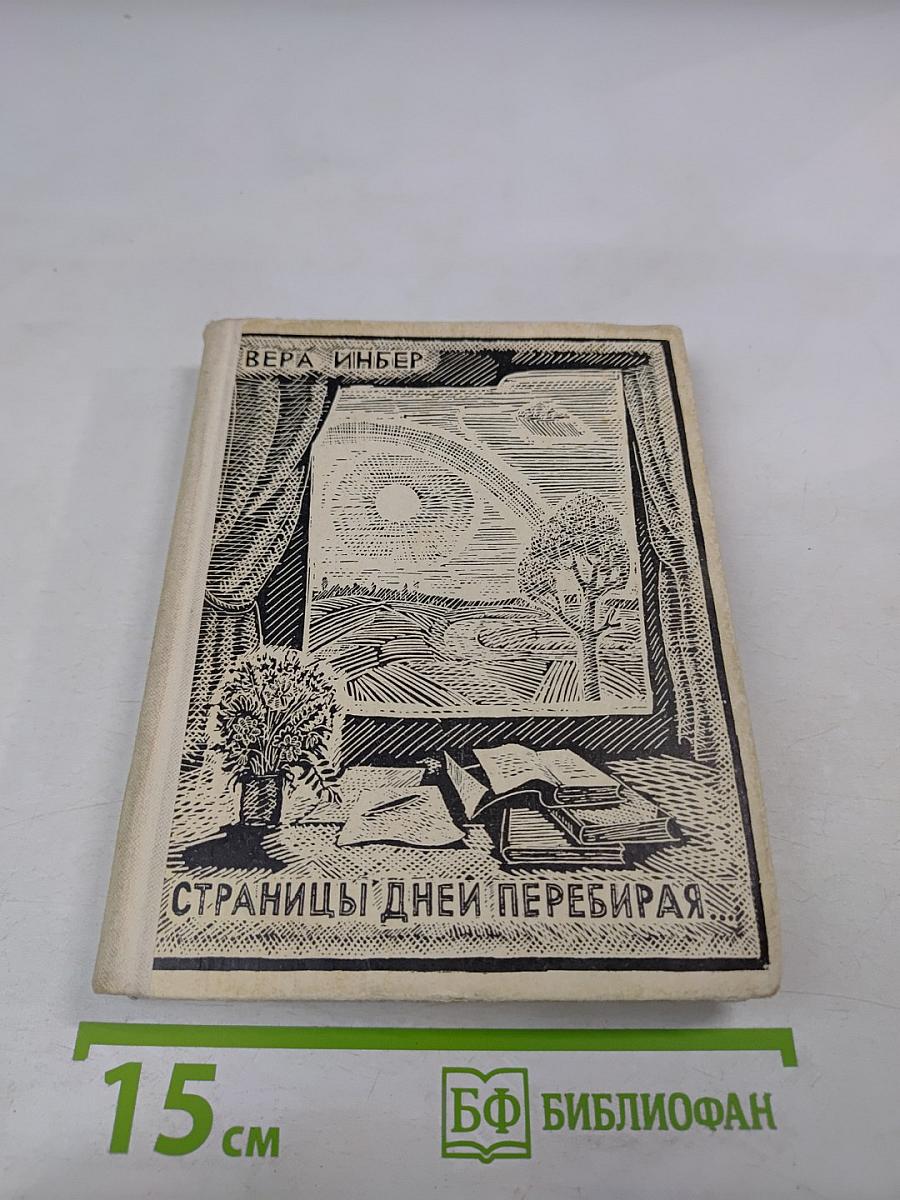 ВЕРА ИНБЕР
СТРАНИЦЫ ДНЕЙ ПЕРЕБИРАЯ...
15 см
БФ БИБЛИОФАН